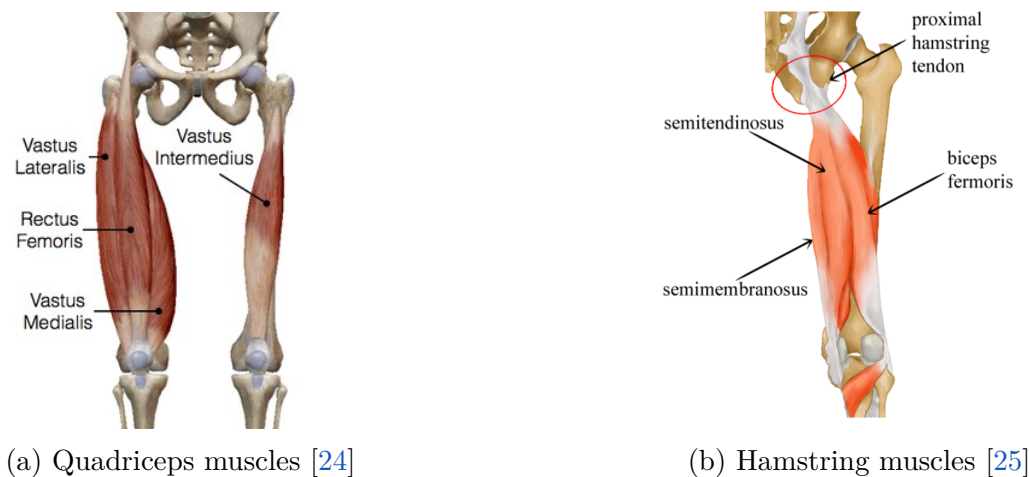 Vastus
Lateralis
Vastus
Intermedius
Rectus
Femoris
Vastus
Medialis
proximal
hamstring
tendon
semitendinosus
biceps
fermoris
semimembranosus
(a) Quadriceps muscles [24]
(b) Hamstring muscles [25]